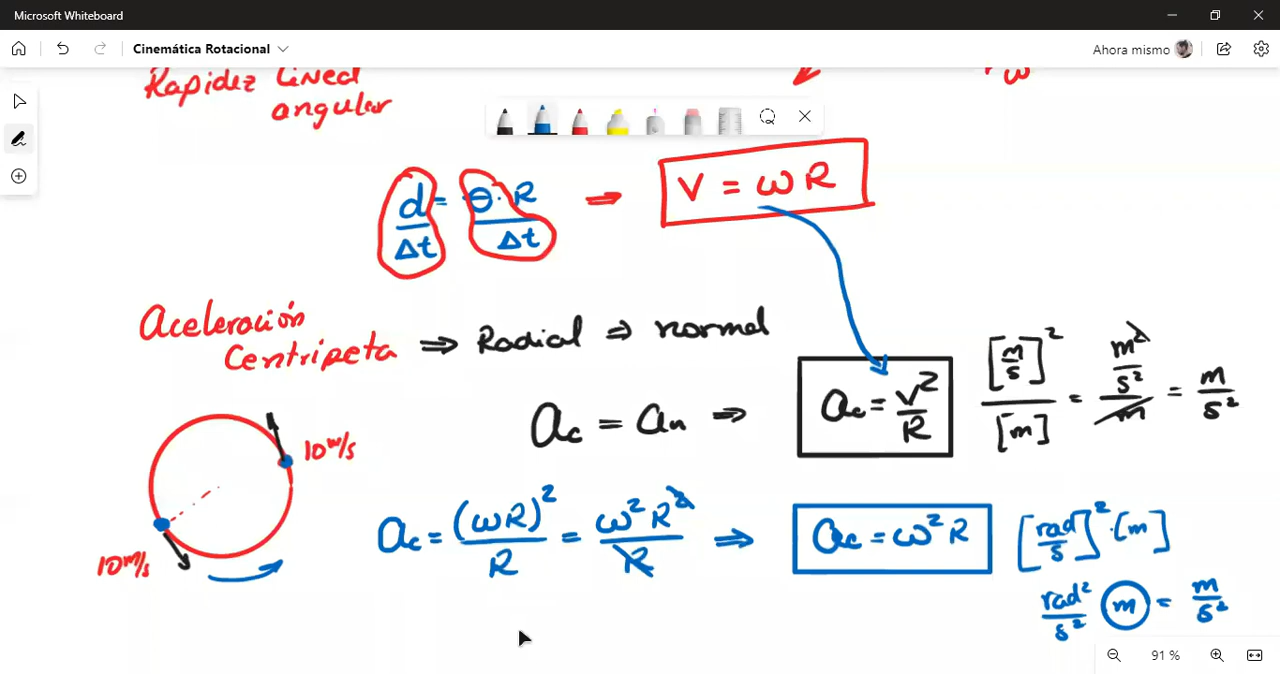 Microsoft Whiteboard
Cinemática Rotacional
Ahora mismo
Rapidez Lineal
angular
d/Δt = θ·R/Δt ⇒ v = ωR
Aceleración
Centripeta ⇒ Radial ⇒ normal
ac = an ⇒ ac = v²/R [m/s]²/[m] = m²/s²/m = m/s²
10 m/s
10 m/s
ac = (ωR)²/R = ω²R²/R ⇒ ac = ω²R [rad/s]²·[m]
rad²/s² m = m/s²
91 %